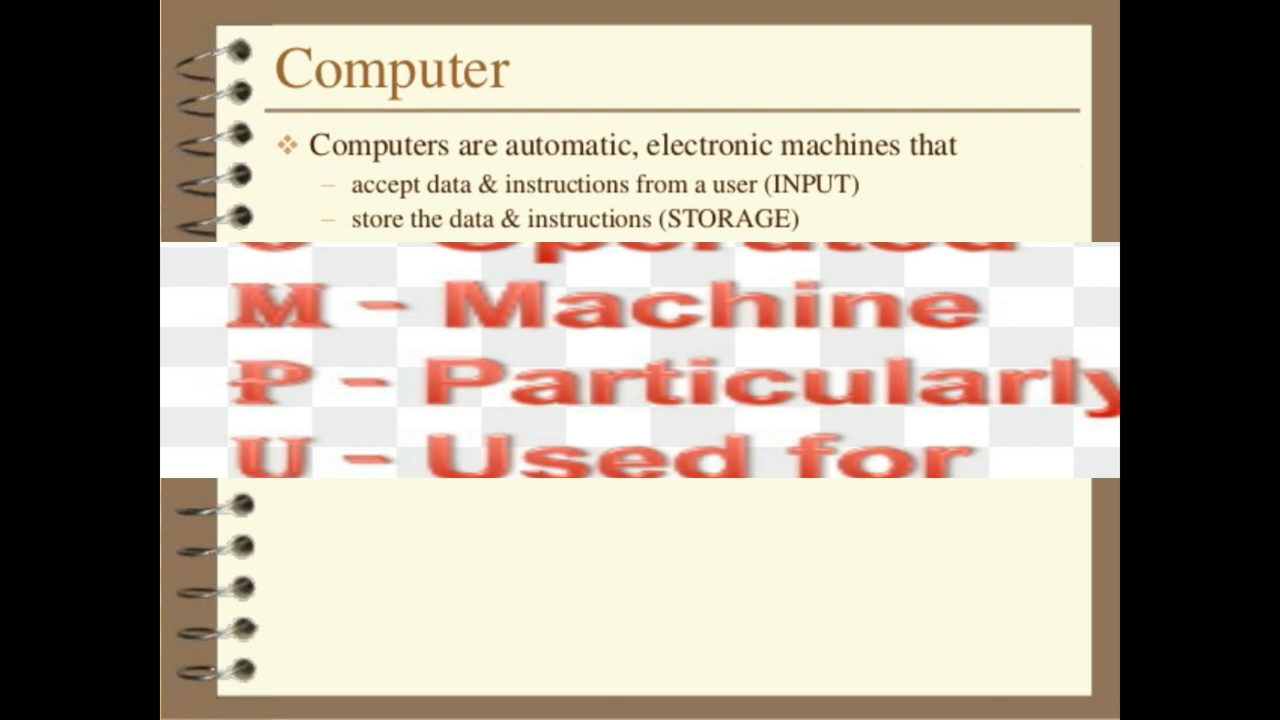 Computer
Computers are automatic, electronic machines that
– accept data & instructions from a user (INPUT)
– store the data & instructions (STORAGE)
M - Machine
P - Particularly
U - Used for